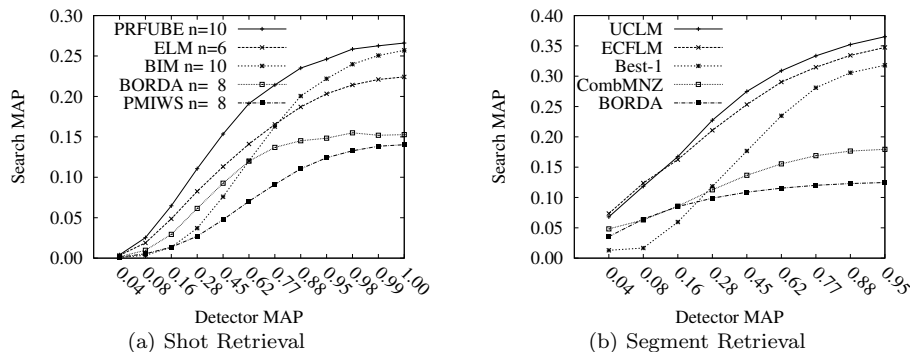 0.30
0.25
0.20
0.15
0.10
0.05
0.00
Search MAP
PRFUBE n=10
ELM n=6
BIM n= 10
BORDA n= 8
PMIWS n= 8
0.04
0.08
0.16
0.28
0.45
0.62
0.77
0.88
0.95
0.98
0.99
1.00
Detector MAP
(a) Shot Retrieval
0.40
0.35
0.30
0.25
0.20
0.15
0.10
0.05
0.00
Search MAP
UCLM
ECFLM
Best-1
CombMNZ
BORDA
0.04
0.08
0.16
0.28
0.45
0.62
0.77
0.88
0.95
Detector MAP
(b) Segment Retrieval